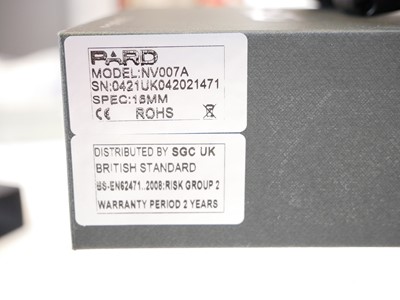 PARD
MODEL:NV007A
SN:0421UK042021471
SPEC:16MM
CE ROHS
DISTRIBUTED BY SGC UK
BRITISH STANDARD
BS-EN62471..2008:RISK GROUP 2
WARRANTY PERIOD 2 YEARS